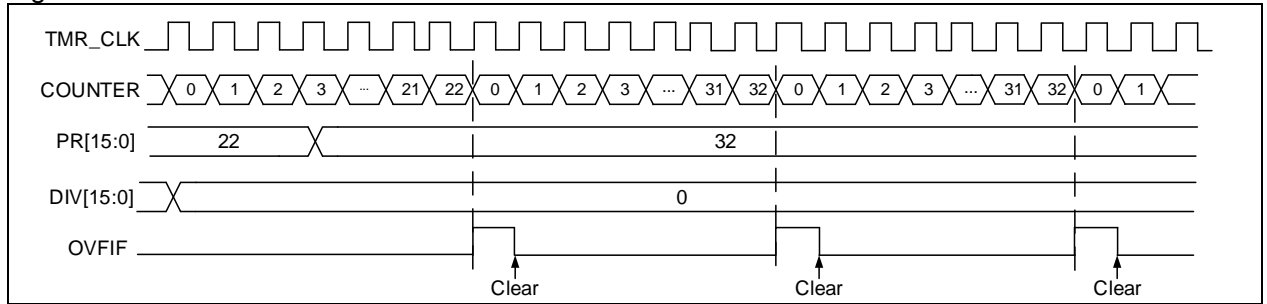 TMR_CLK
COUNTER 0 1 2 3 ... 21 22 0 1 2 3 ... 31 32 0 1 2 3 ... 31 32 0 1
PR[15:0] 22 32
DIV[15:0] 0
OVFIF
Clear Clear Clear